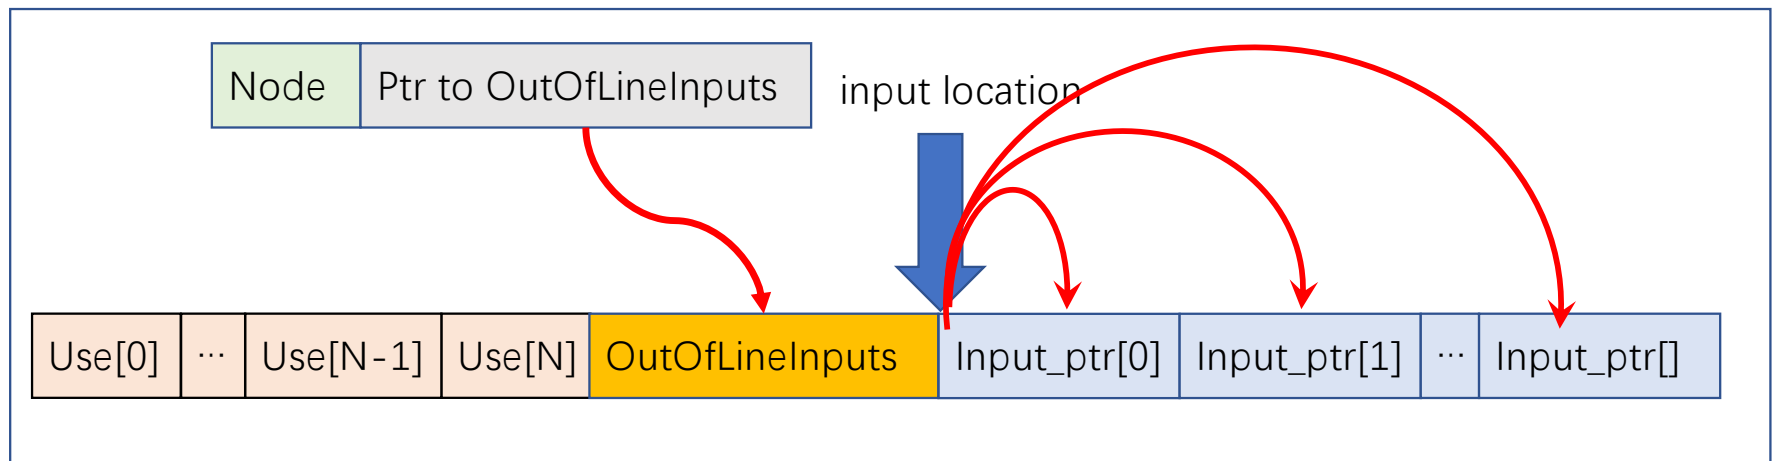 Node Ptr to OutOfLineInputs input location
Use[0] ... Use[N-1] Use[N] OutOfLineInputs Input_ptr[0] Input_ptr[1] ... Input_ptr[]